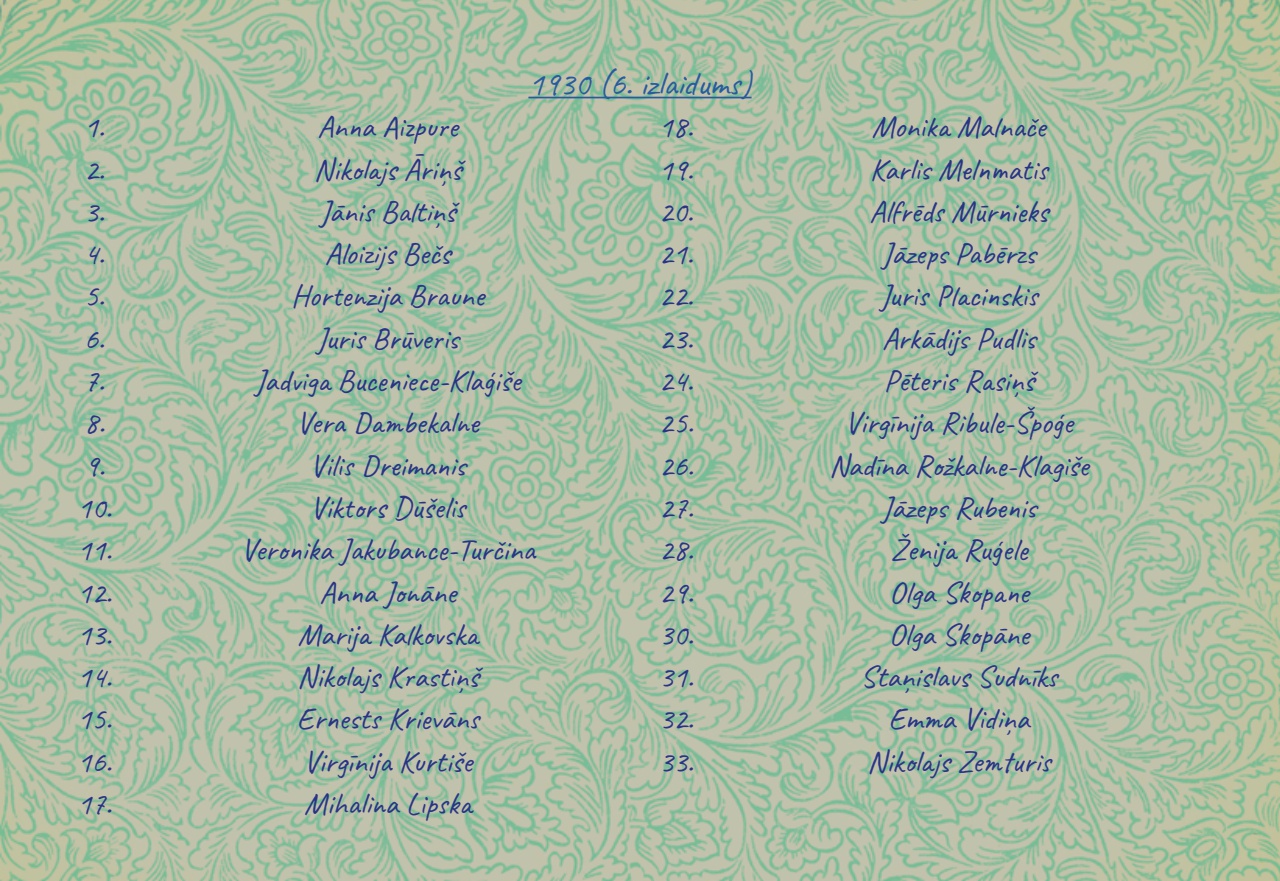 1930 (6. izlaidums)
1. Anna Aizpure
2. Nikolajs Āriņš
3. Jānis Baltiņš
4. Aloizijs Bečs
5. Hortenzija Braune
6. Juris Brūveris
7. Jadviga Buceniece-Klaģiše
8. Vera Dambekalne
9. Vilis Dreimanis
10. Viktors Dūšelis
11. Veronika Jakubance-Turčina
12. Anna Jonāne
13. Marija Kalkovska
14. Nikolajs Krastiņš
15. Ernests Krievāns
16. Virgīnija Kurtiše
17. Mihalina Lipska
18. Monika Malnače
19. Karlis Melnmatis
20. Alfrēds Mūrnieks
21. Jāzeps Pabērzs
22. Juris Placinskis
23. Arkādijs Pudlis
24. Pēteris Rasiņš
25. Virgīnija Ribule-Špoģe
26. Nadīna Rožkalne-Klagiše
27. Jāzeps Rubenis
28. Ženija Ruģele
29. Olga Skopane
30. Olga Skopāne
31. Staņislavs Sudnīks
32. Emma Vidiņa
33. Nikolajs Zemturis